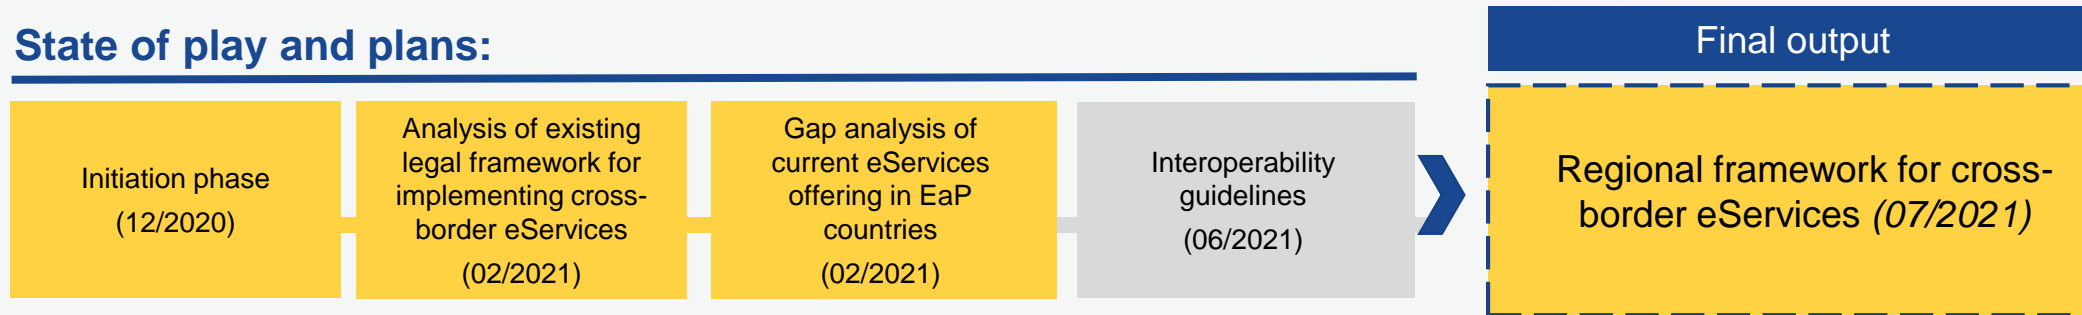 State of play and plans:
Initiation phase
(12/2020)
Analysis of existing
legal framework for
implementing cross-
border eServices
(02/2021)
Gap analysis of
current eServices
offering in EaP
countries
(02/2021)
Interoperability
guidelines
(06/2021)
Final output
Regional framework for cross-
border eServices (07/2021)